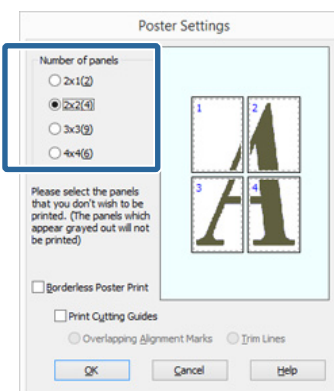 Poster Settings
Number of panels
2x1(2)
2x2(4)
3x3(9)
4x4(6)
1
2
3
4
Please select the panels
that you don't wish to be
printed. (The panels which
appear grayed out will not
be printed)
Borderless Poster Print
Print Cutting Guides
Overlapping Alignment Marks
Trim Lines
OK
Cancel
Help